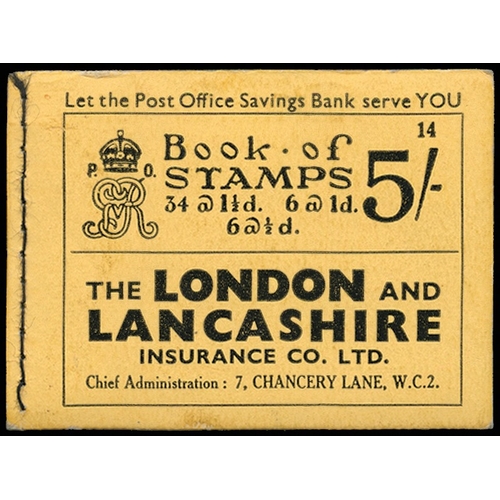 Let the Post Office Savings Bank serve YOU
14
P. O.
Book · of
STAMPS 5/-
34 @ 1½d. 6 @ 1d.
6 @ ½d.
THE LONDON AND
LANCASHIRE
INSURANCE CO. LTD.
Chief Administration : 7, CHANCERY LANE, W.C.2.